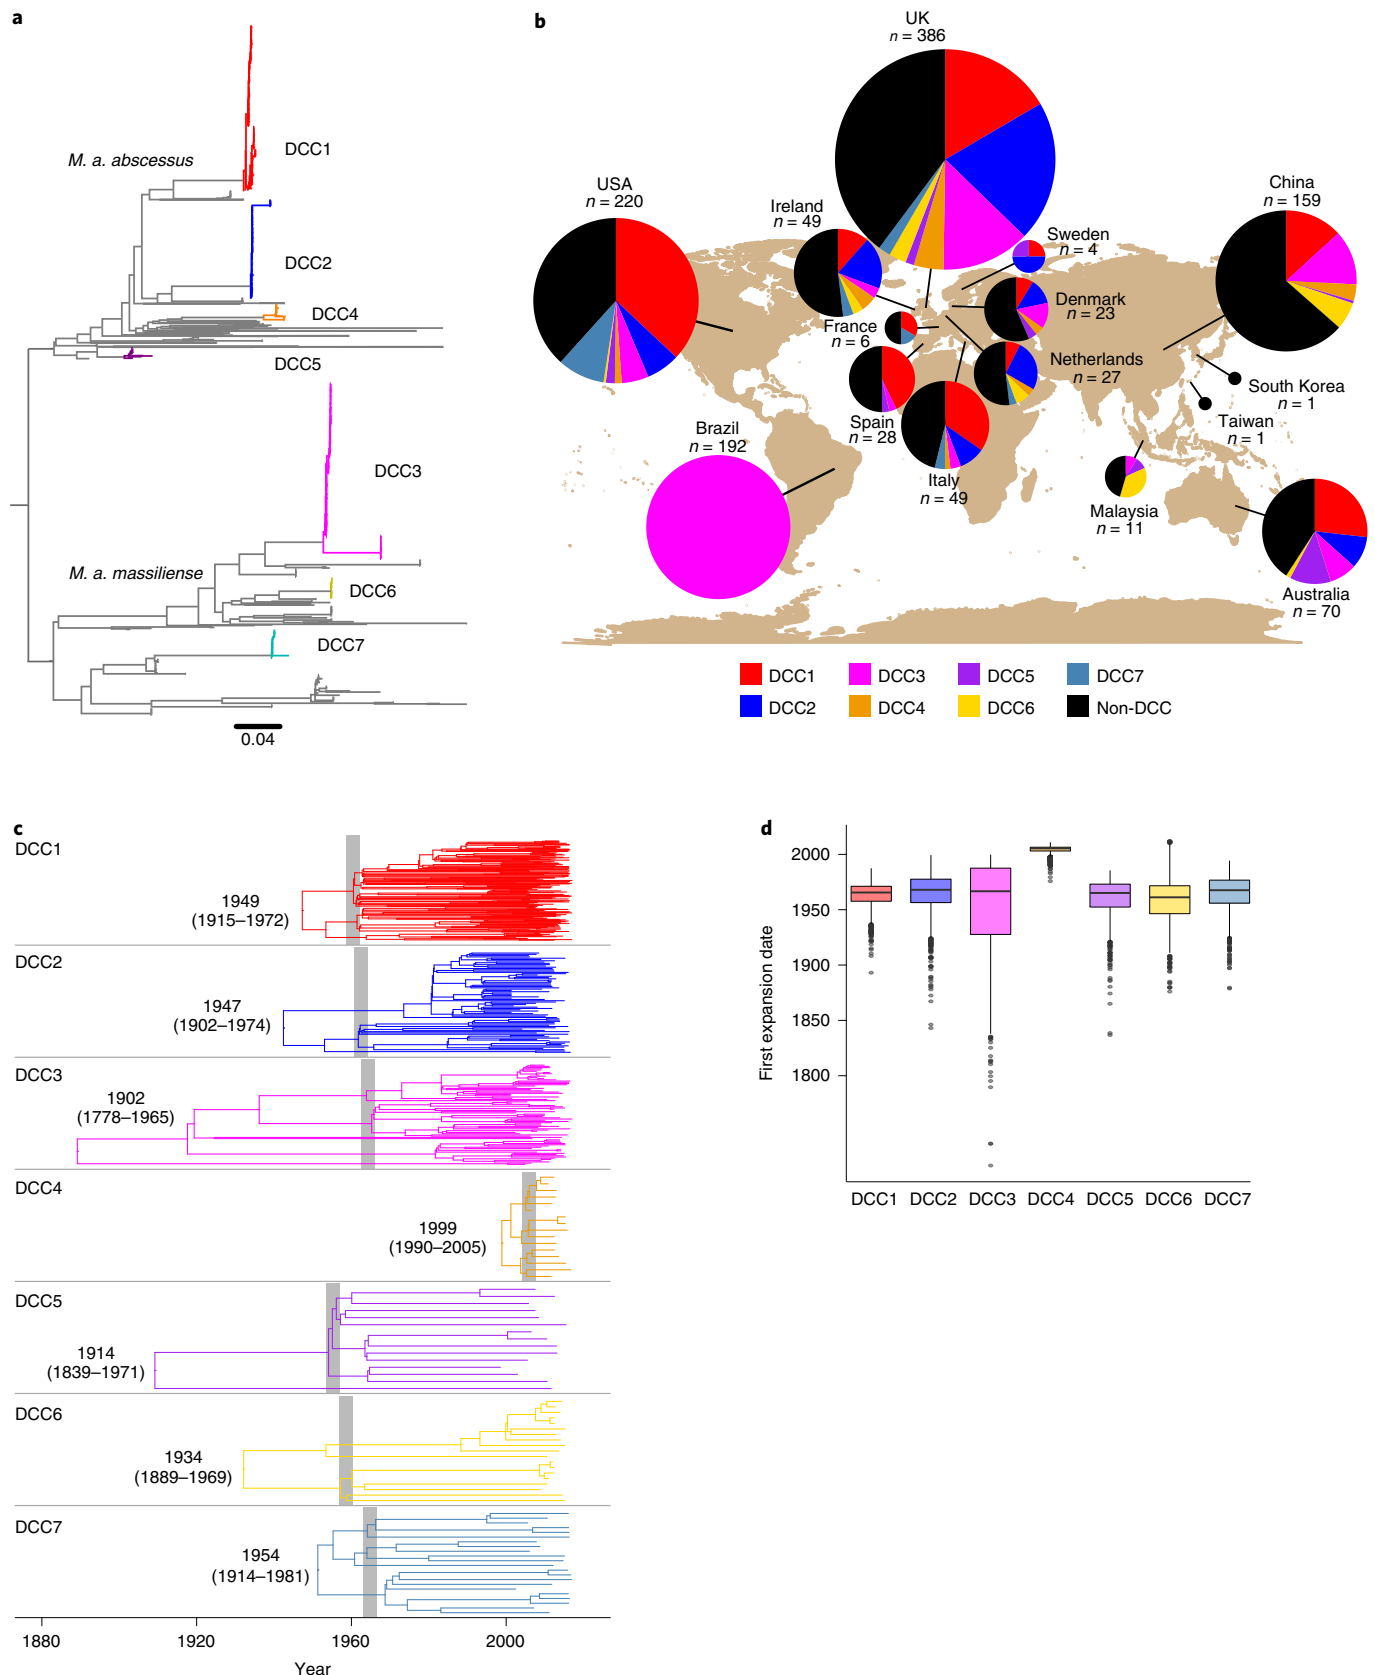 a
M. a. abscessus
DCC1
DCC2
DCC4
DCC5
DCC3
M. a. massiliense
DCC6
DCC7
0.04
b
UK
n = 386
USA
n = 220
Ireland
n = 49
Sweden
n = 4
China
n = 159
Denmark
n = 23
France
n = 6
Netherlands
n = 27
South Korea
n = 1
Taiwan
n = 1
Spain
n = 28
Brazil
n = 192
Italy
n = 49
Malaysia
n = 11
Australia
n = 70
DCC1
DCC3
DCC5
DCC7
DCC2
DCC4
DCC6
Non-DCC
c
DCC1
1949
(1915–1972)
DCC2
1947
(1902–1974)
DCC3
1902
(1778–1965)
DCC4
1999
(1990–2005)
DCC5
1914
(1839–1971)
DCC6
1934
(1889–1969)
DCC7
1954
(1914–1981)
1880
1920
1960
2000
Year
d
First expansion date
2000
1950
1900
1850
1800
DCC1
DCC2
DCC3
DCC4
DCC5
DCC6
DCC7